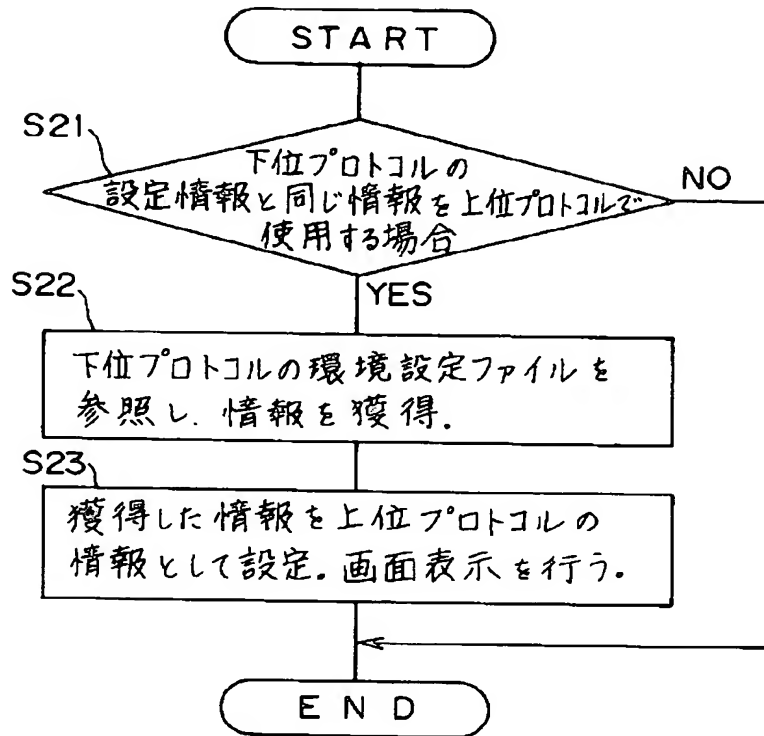 START
S21
下位プロトコルの
設定情報と同じ情報を上位プロトコルで
使用する場合
NO
YES
S22
下位プロトコルの環境設定ファイルを
参照し、情報を獲得.
S23
獲得した情報を上位プロトコルの
情報として設定。画面表示を行う.
END